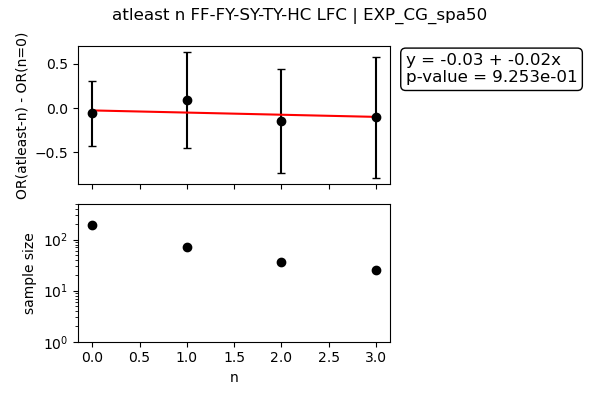 atleast n FF-FY-SY-TY-HC LFC | EXP_CG_spa50
OR(atleast-n) - OR(n=0)
0.5
0.0
−0.5
y = -0.03 + -0.02x
p-value = 9.253e-01
sample size
10²
10¹
10⁰
0.0 0.5 1.0 1.5 2.0 2.5 3.0
n